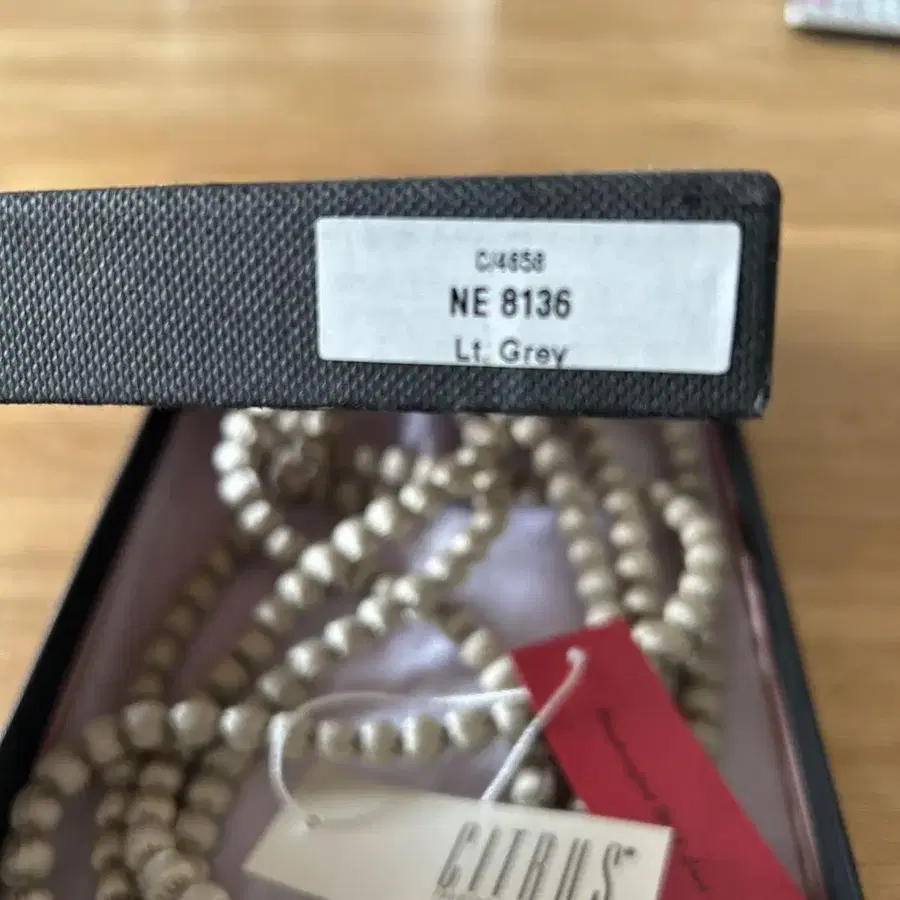 C/4658
NE 8136
Lt. Grey
CITRUS®